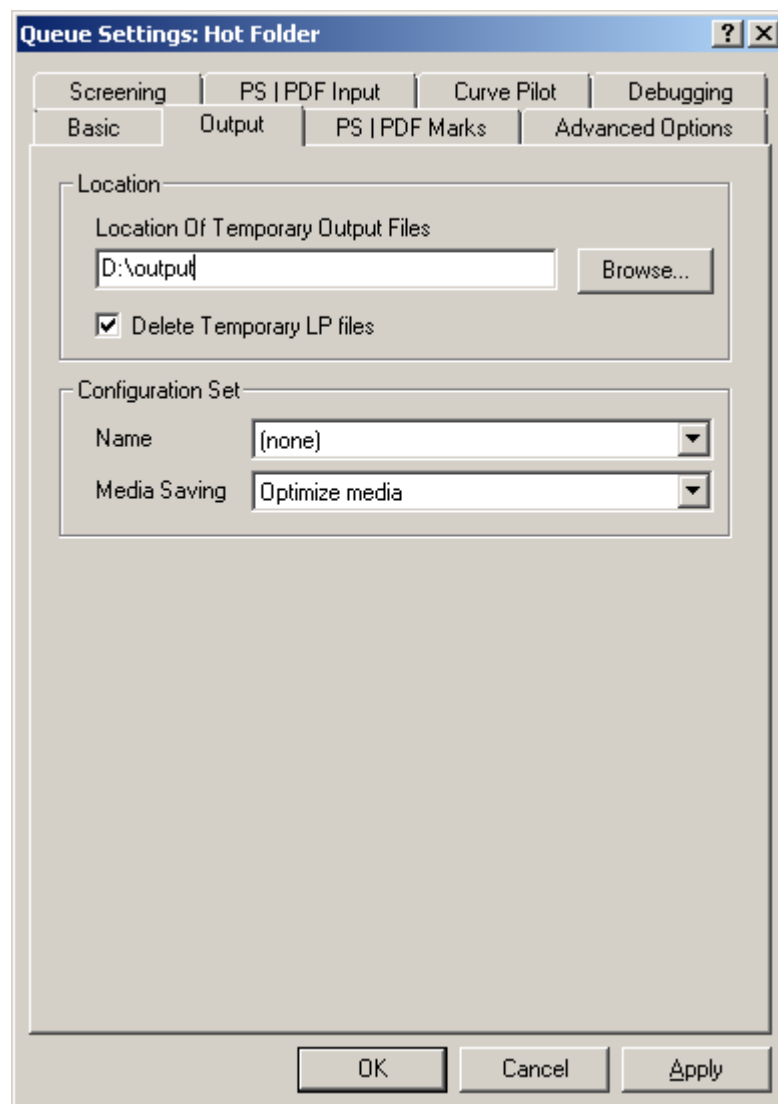 Queue Settings: Hot Folder
Screening PS | PDF Input Curve Pilot Debugging
Basic Output PS | PDF Marks Advanced Options
Location
Location Of Temporary Output Files
D:\output Browse...
Delete Temporary LP files
Configuration Set
Name (none)
Media Saving Optimize media
OK Cancel Apply